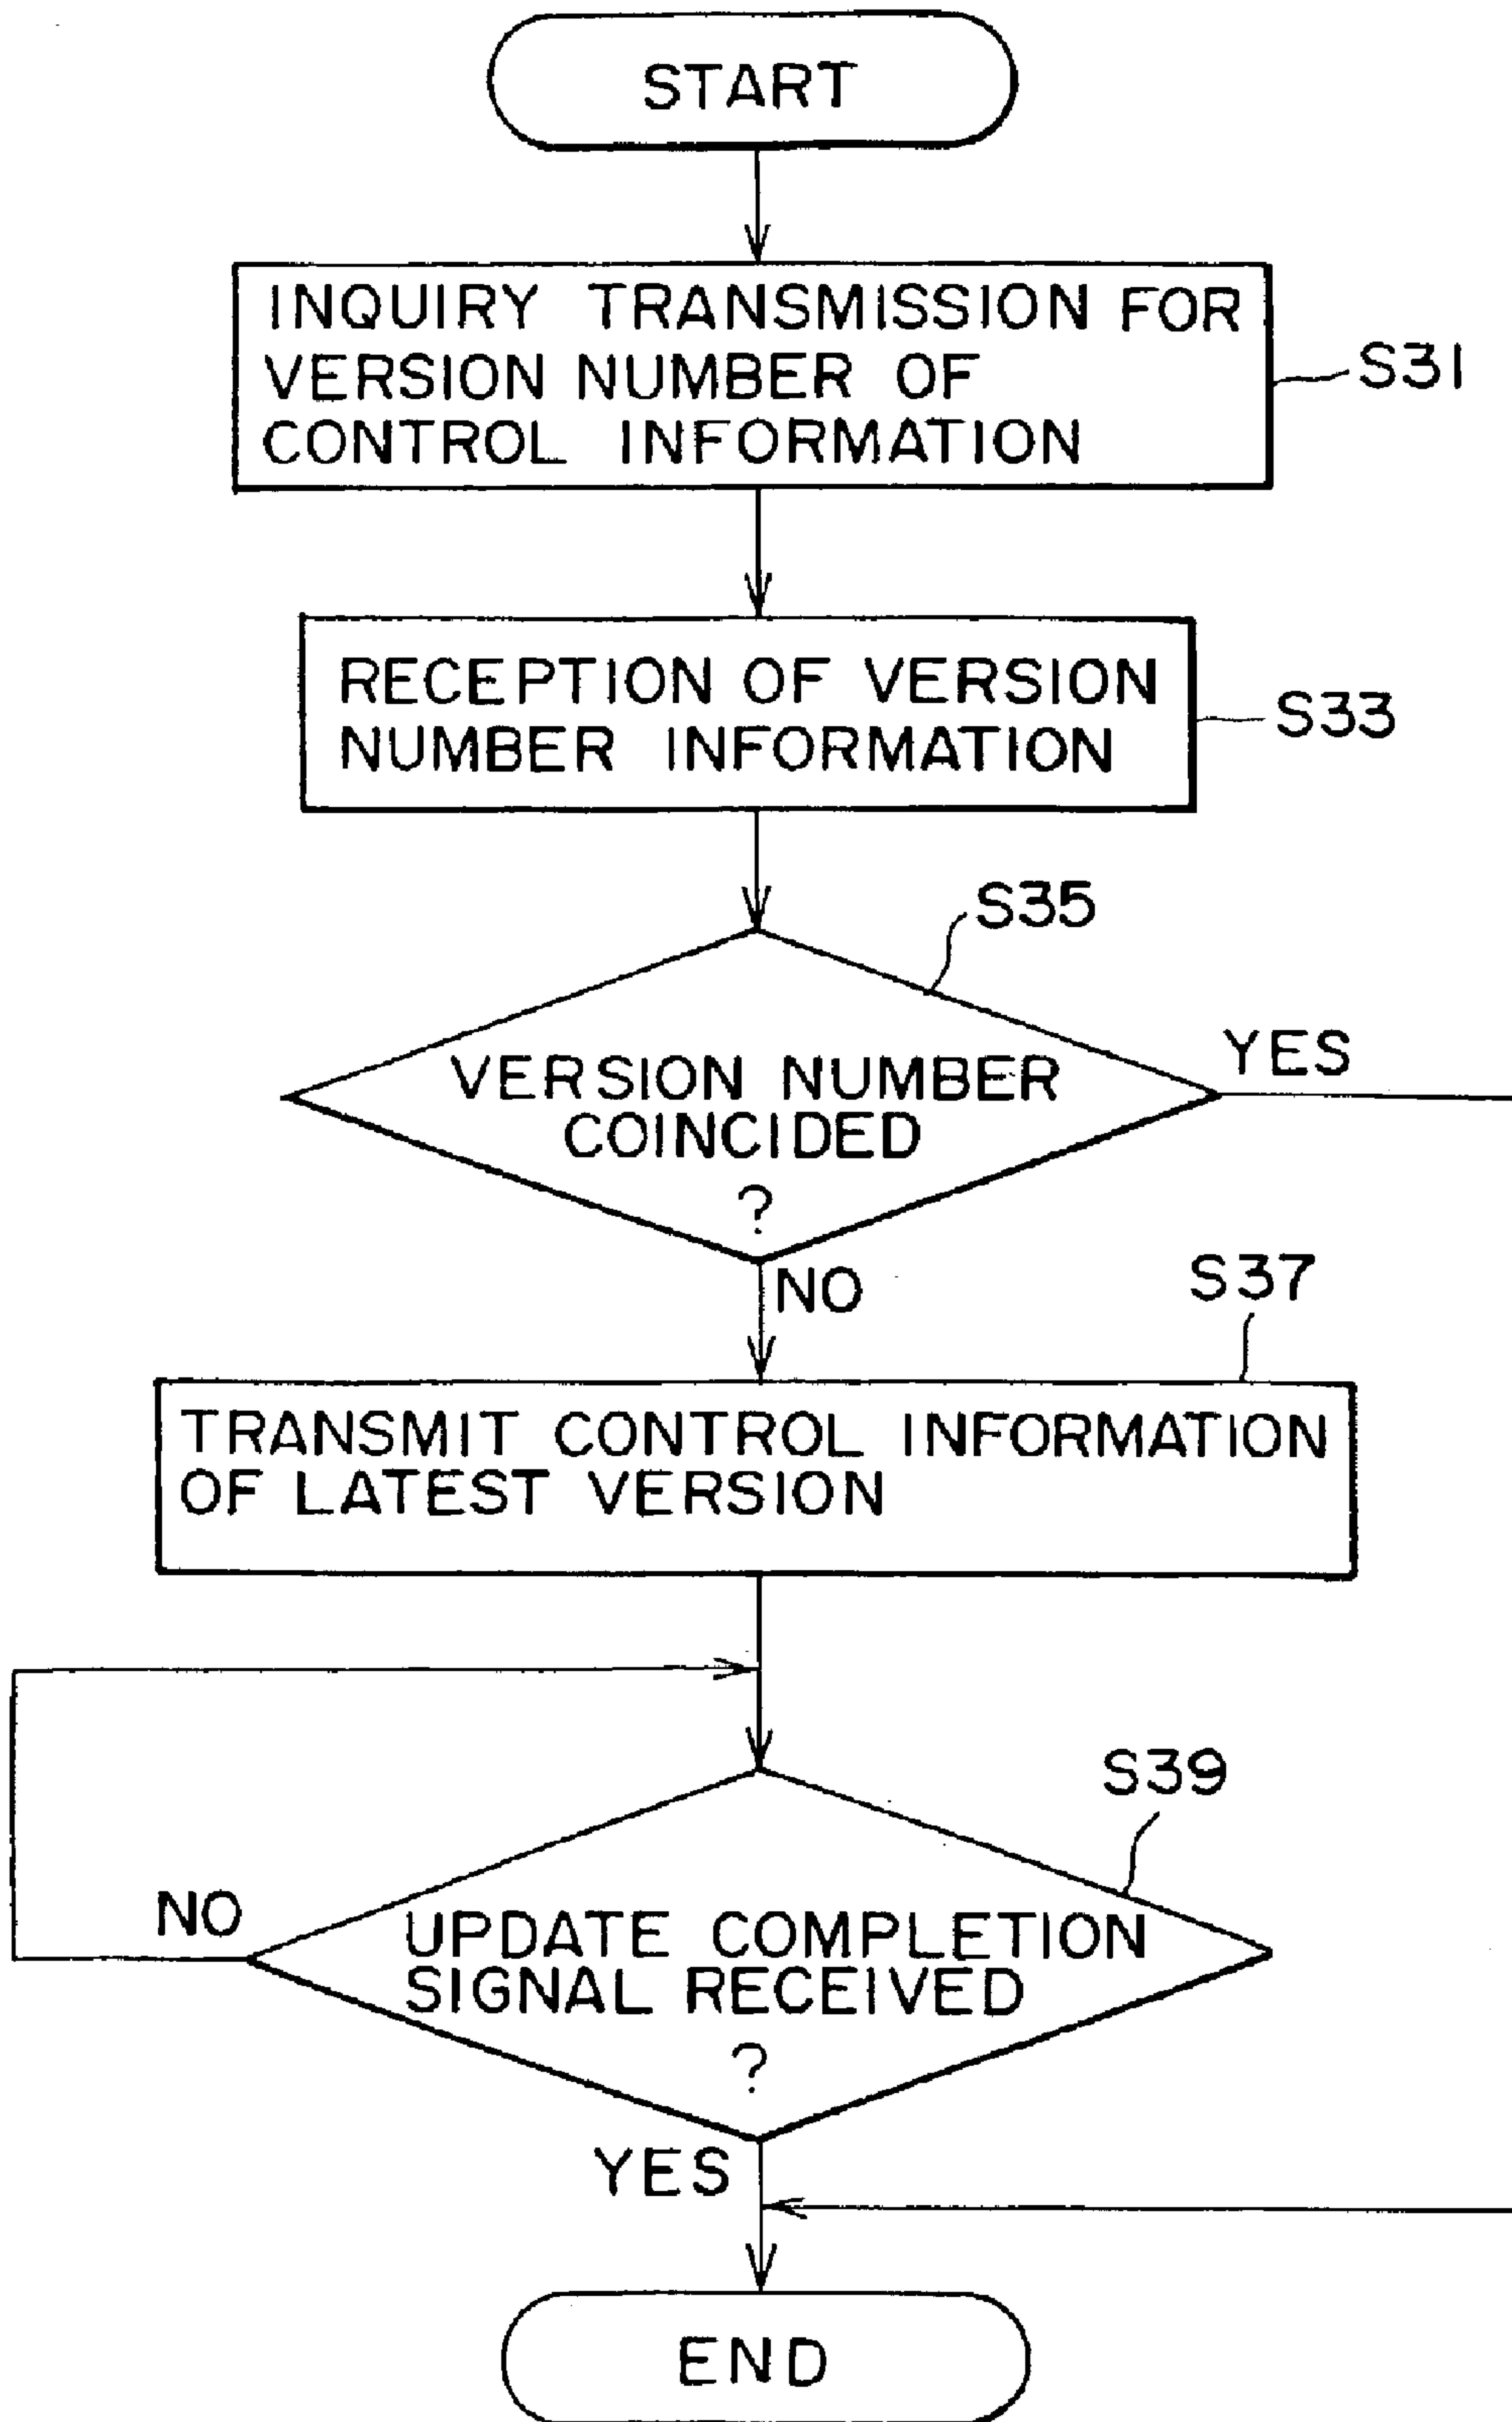 START
INQUIRY TRANSMISSION FOR
VERSION NUMBER OF
CONTROL INFORMATION
S31
RECEPTION OF VERSION
NUMBER INFORMATION
S33
S35
VERSION NUMBER
COINCIDED
?
YES
NO
S37
TRANSMIT CONTROL INFORMATION
OF LATEST VERSION
S39
NO
UPDATE COMPLETION
SIGNAL RECEIVED
?
YES
END